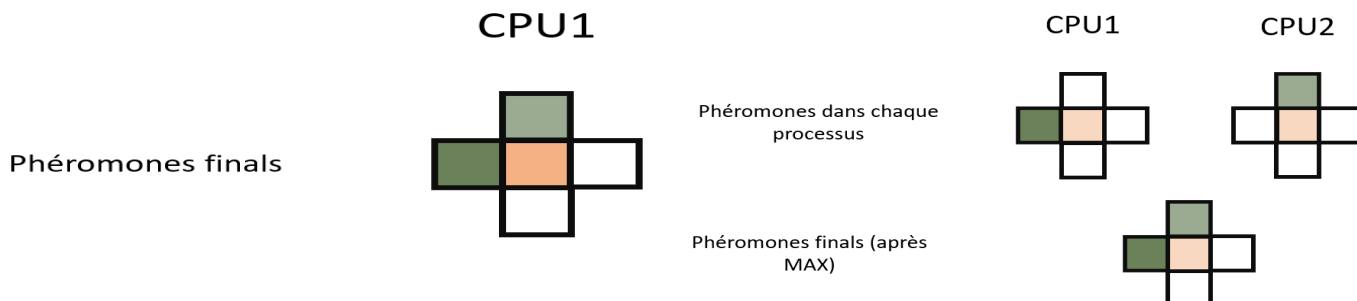 CPU1
Phéromones finals
CPU1
CPU2
Phéromones dans chaque
processus
Phéromones finals (après
MAX)